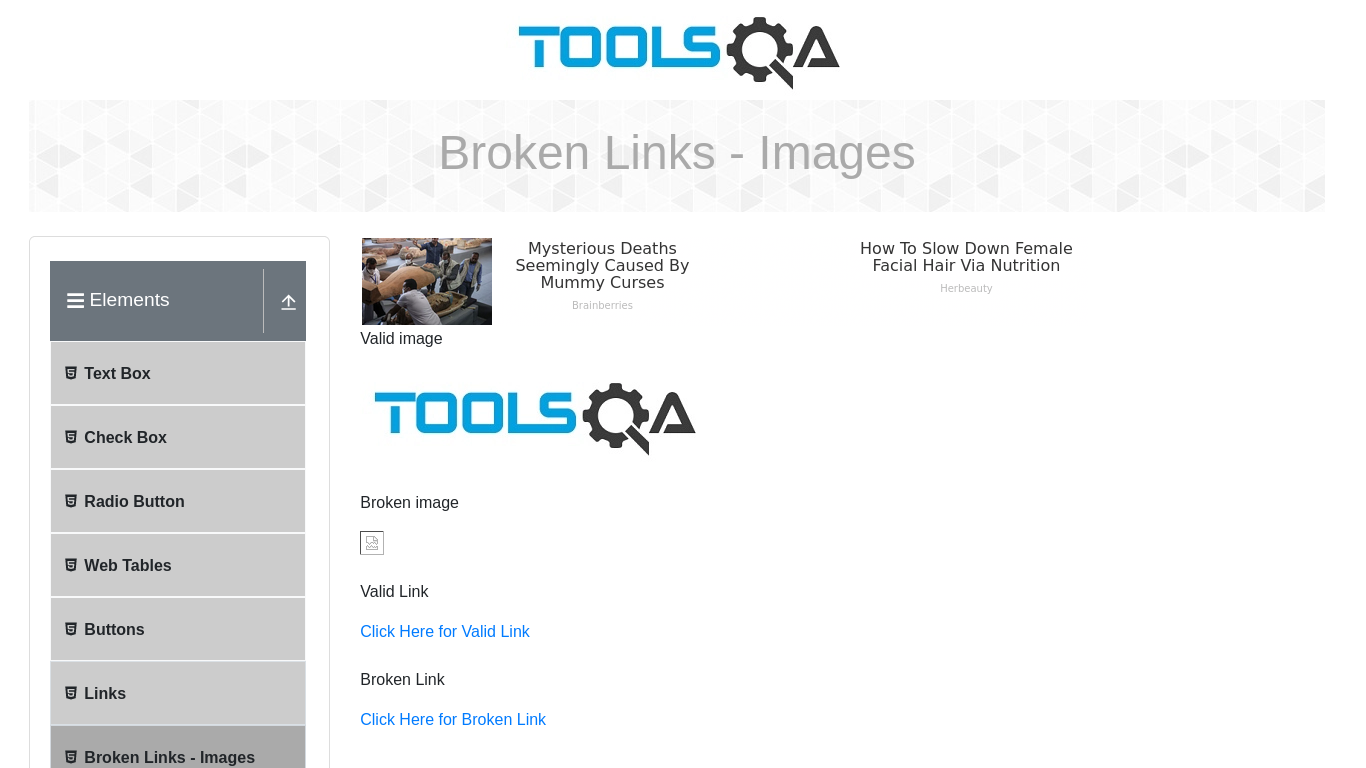 TOOLSQA
Broken Links - Images
Elements
Text Box
Check Box
Radio Button
Web Tables
Buttons
Links
Broken Links - Images
Mysterious Deaths
Seemingly Caused By
Mummy Curses
Brainberries
How To Slow Down Female
Facial Hair Via Nutrition
Herbeauty
Valid image
TOOLSQA
Broken image
Valid Link
Click Here for Valid Link
Broken Link
Click Here for Broken Link